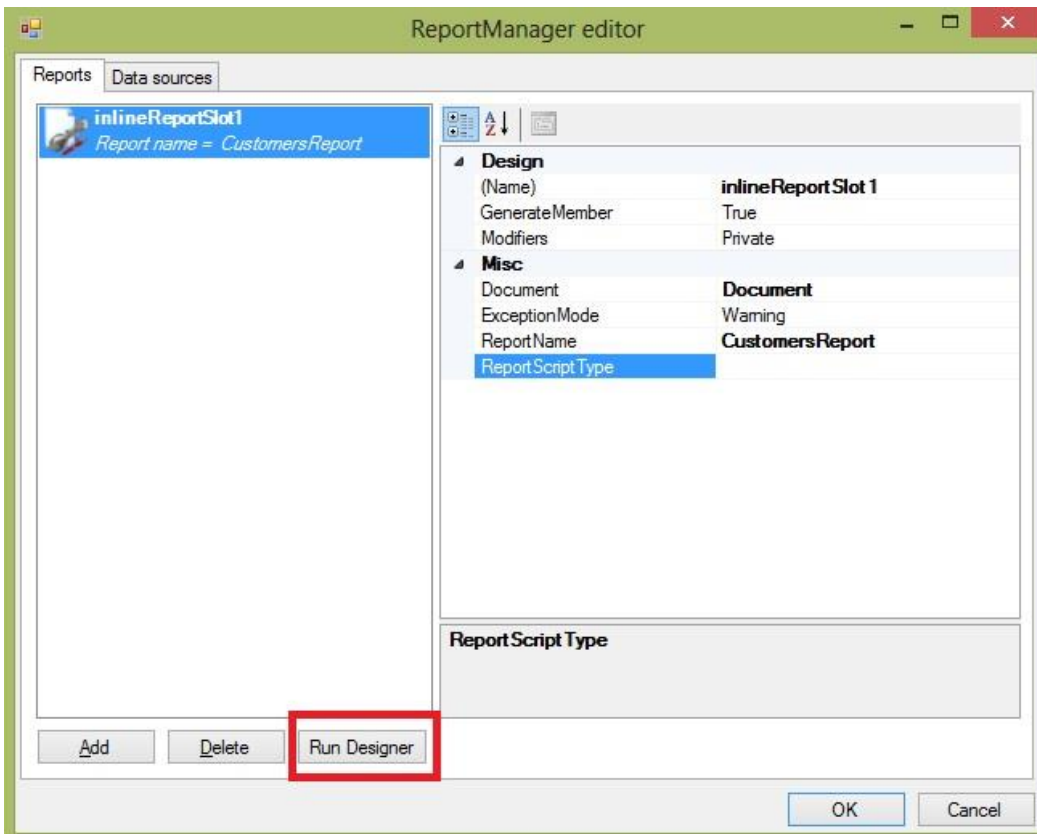 ReportManager editor
Reports Data sources
inlineReportSlot1
Report name = CustomersReport
Design
(Name) inlineReportSlot1
GenerateMember True
Modifiers Private
Misc
Document Document
ExceptionMode Warning
ReportName CustomersReport
ReportScriptType
ReportScriptType
Add Delete Run Designer
OK Cancel